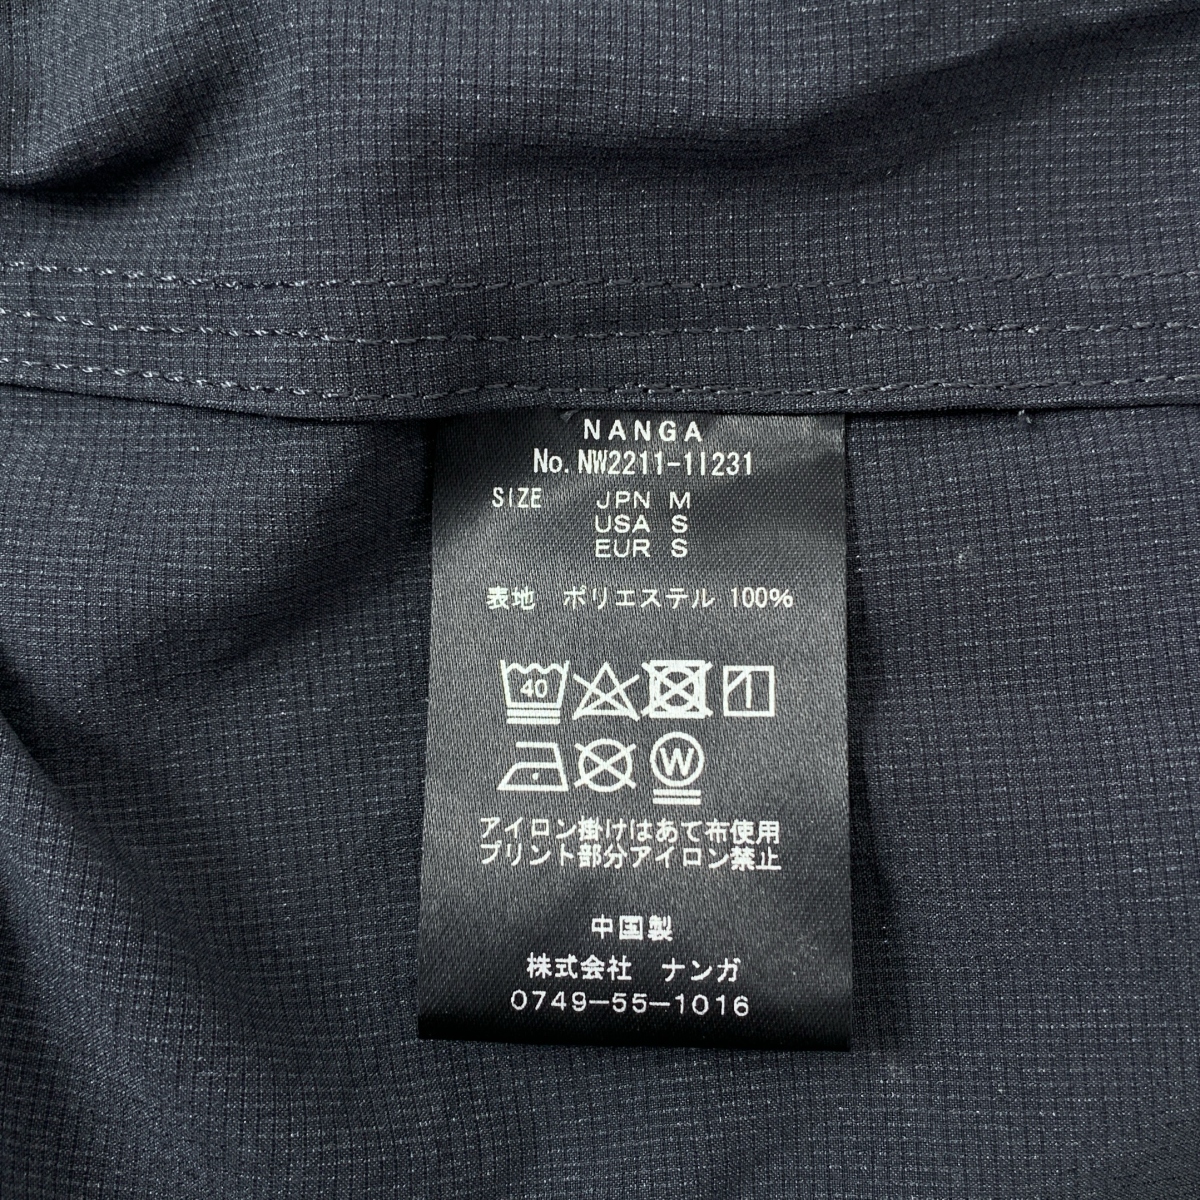 NANGA
No. NW2211-1I231
SIZE JPN M
USA S
EUR S
表地 ポリエステル 100%
40
W
アイロン掛けはあて布使用
プリント部分アイロン禁止
中国製
株式会社 ナンガ
0749-55-1016